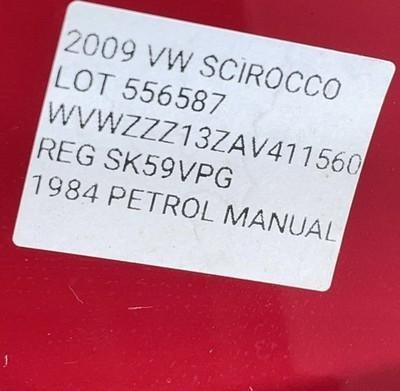 2009 VW SCIROCCO
LOT 556587
WVWZZZ13ZAV411560
REG SK59VPG
1984 PETROL MANUAL